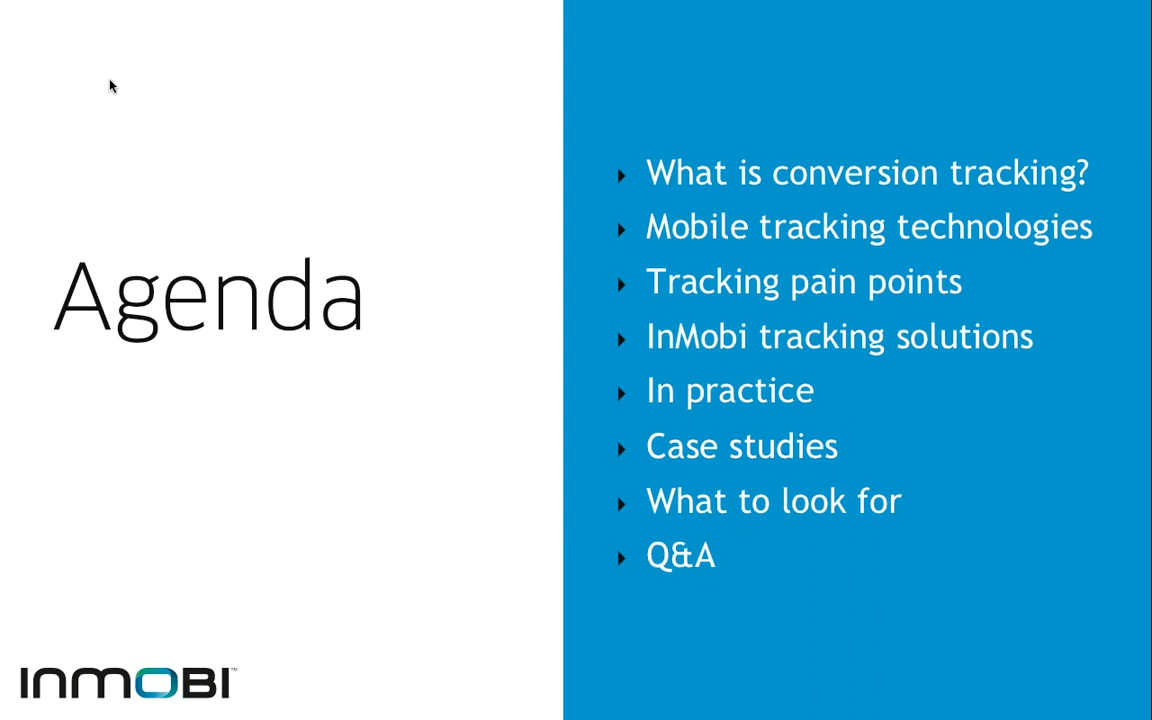 Agenda
What is conversion tracking?
Mobile tracking technologies
Tracking pain points
InMobi tracking solutions
In practice
Case studies
What to look for
Q&A
INMOBI™